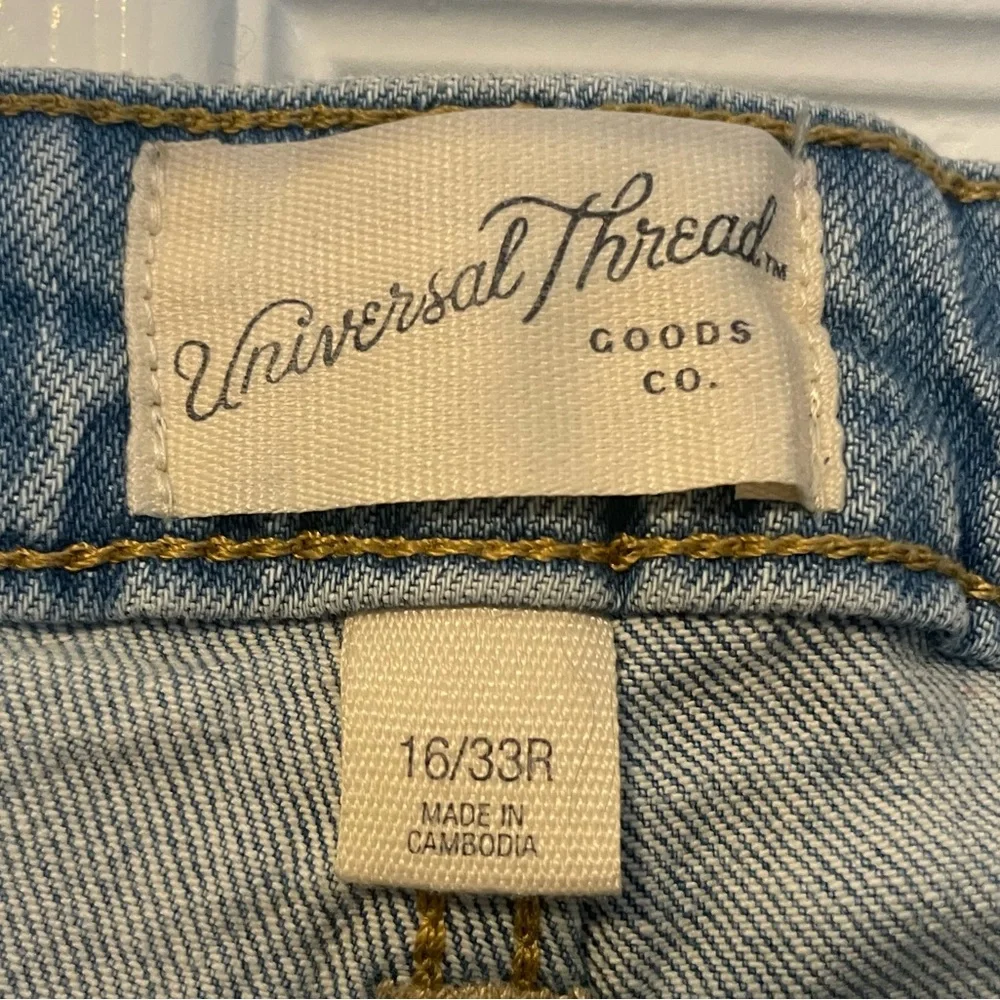 Universal Thread™
GOODS
CO.
16/33R
MADE IN
CAMBODIA